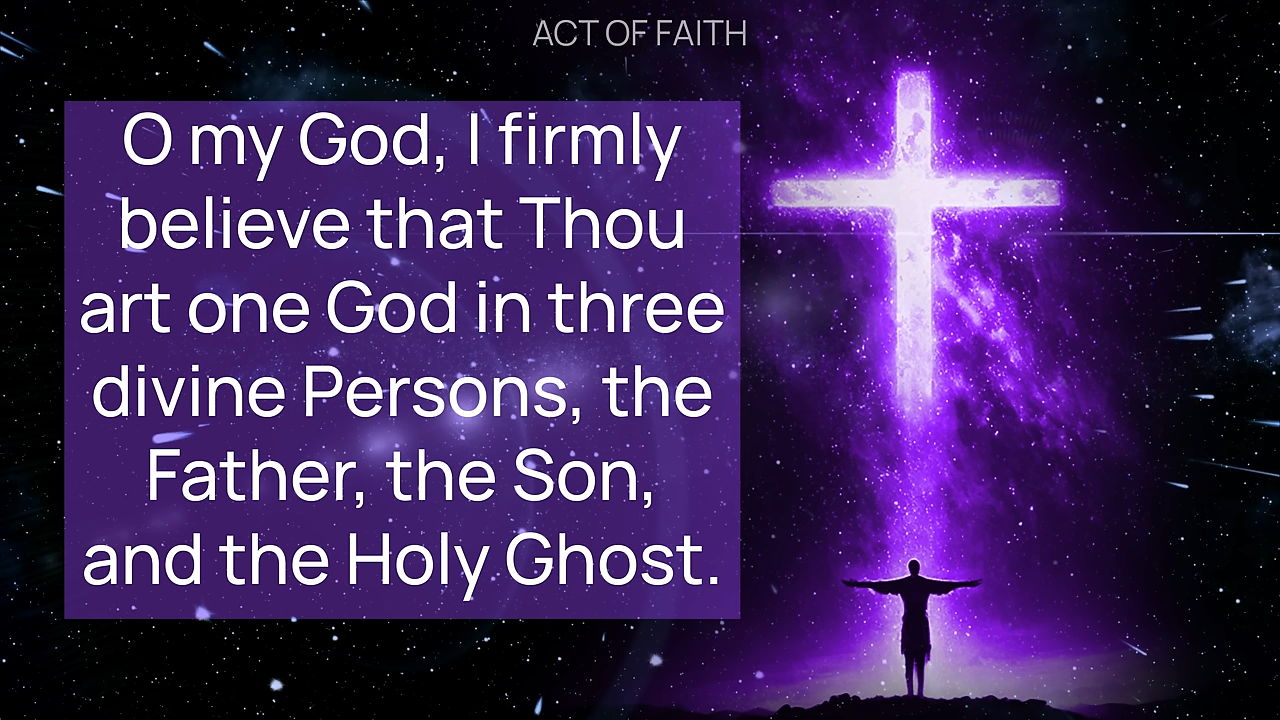 ACT OF FAITH
O my God, I firmly
believe that Thou
art one God in three
divine Persons, the
Father, the Son,
and the Holy Ghost.